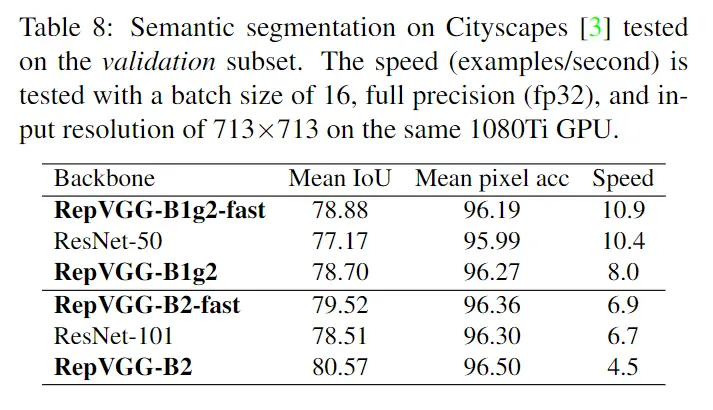 Table 8: Semantic segmentation on Cityscapes [3] tested
on the validation subset. The speed (examples/second) is
tested with a batch size of 16, full precision (fp32), and in-
put resolution of 713×713 on the same 1080Ti GPU.
Backbone Mean IoU Mean pixel acc Speed
RepVGG-B1g2-fast 78.88 96.19 10.9
ResNet-50 77.17 95.99 10.4
RepVGG-B1g2 78.70 96.27 8.0
RepVGG-B2-fast 79.52 96.36 6.9
ResNet-101 78.51 96.30 6.7
RepVGG-B2 80.57 96.50 4.5